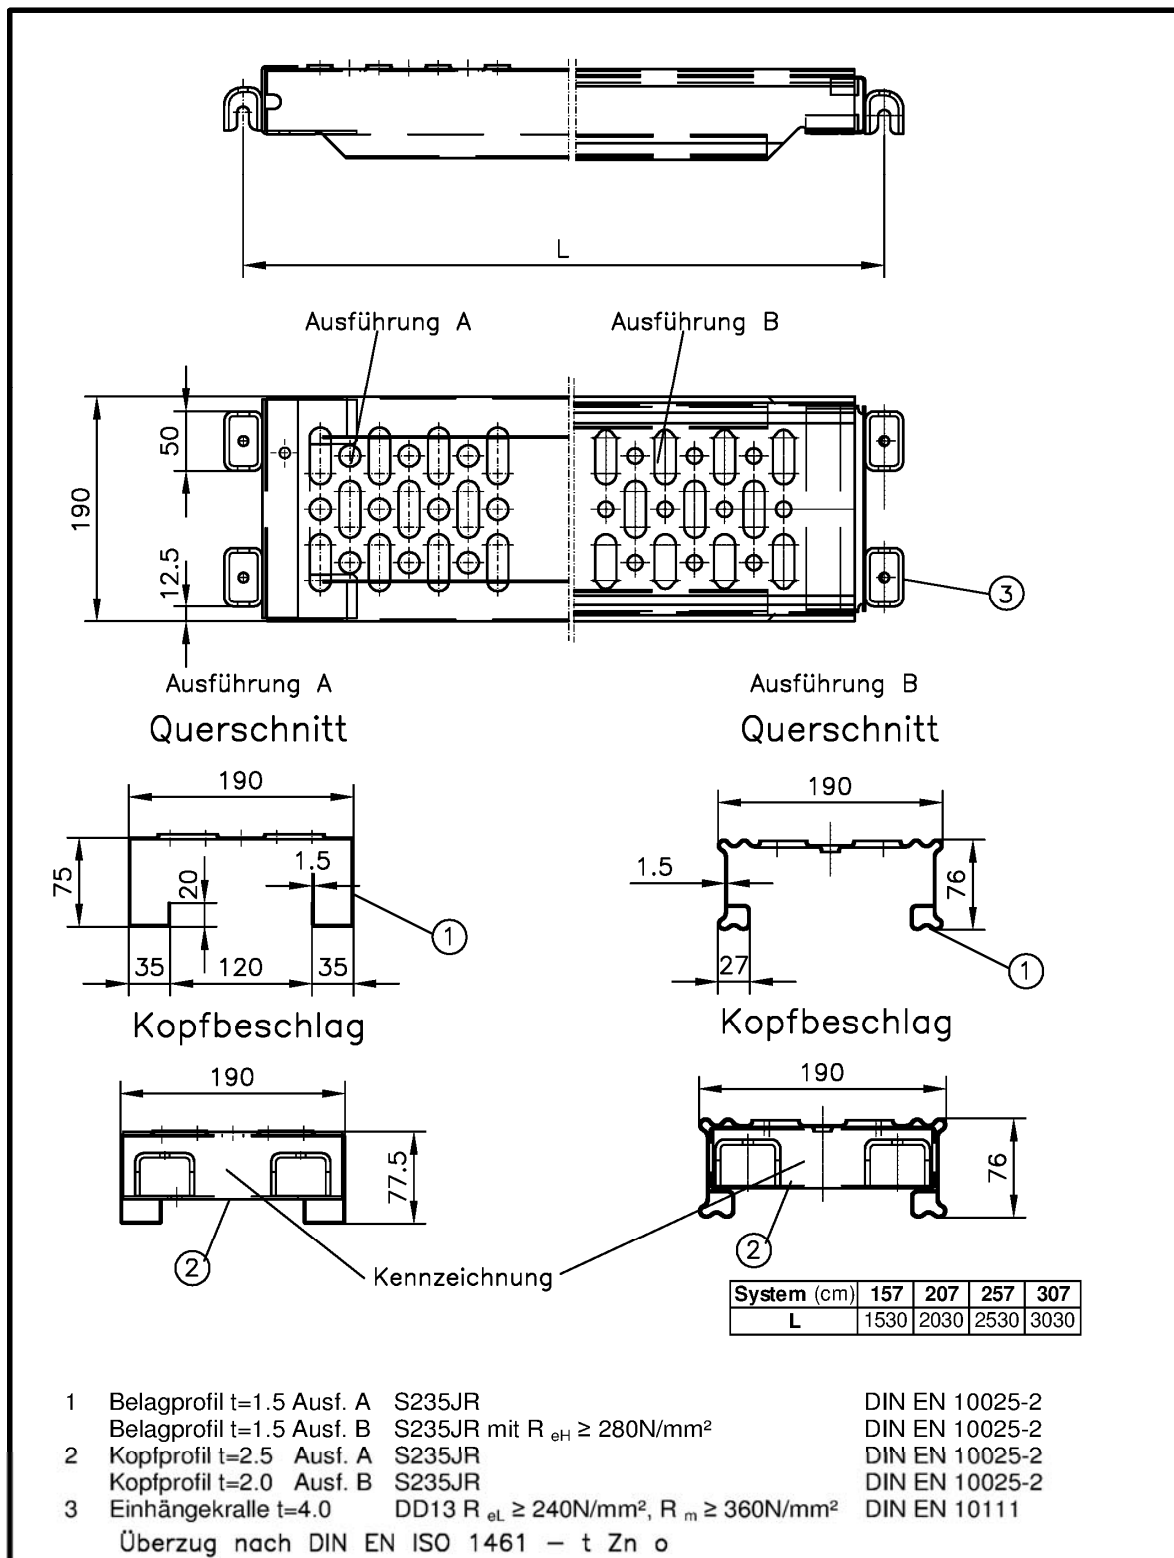 L
Ausführung A
Ausführung B
50
190
12.5
3
Ausführung A
Ausführung B
Querschnitt
Querschnitt
190
190
75
20
1.5
1.5
76
1
35
120
35
27
1
Kopfbeschlag
Kopfbeschlag
190
190
77.5
76
2
2
Kennzeichnung
System (cm) 157 207 257 307
L 1530 2030 2530 3030
1 Belagprofil t=1.5 Ausf. A S235JR DIN EN 10025-2
Belagprofil t=1.5 Ausf. B S235JR mit R eH ≥ 280N/mm² DIN EN 10025-2
2 Kopfprofil t=2.5 Ausf. A S235JR DIN EN 10025-2
Kopfprofil t=2.0 Ausf. B S235JR DIN EN 10025-2
3 Einhängekralle t=4.0 DD13 R eL ≥ 240N/mm², R m ≥ 360N/mm² DIN EN 10111
Überzug nach DIN EN ISO 1461 – t Zn o